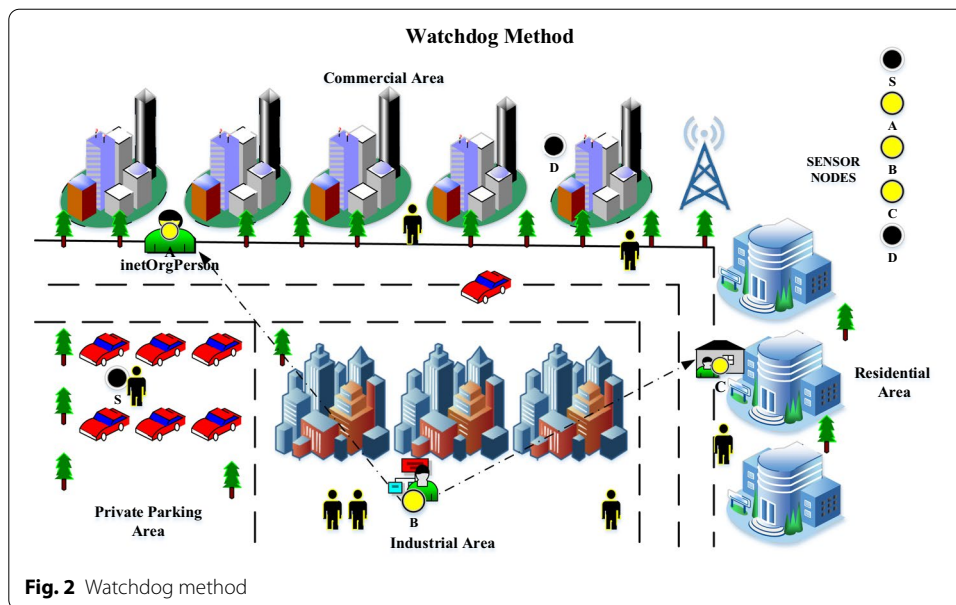 Watchdog Method
Commercial Area
S
A
B
C
D
SENSOR
NODES
D
A
inetOrgPerson
S
C
Residential
Area
B
Private Parking
Area
Industrial Area
Fig. 2 Watchdog method